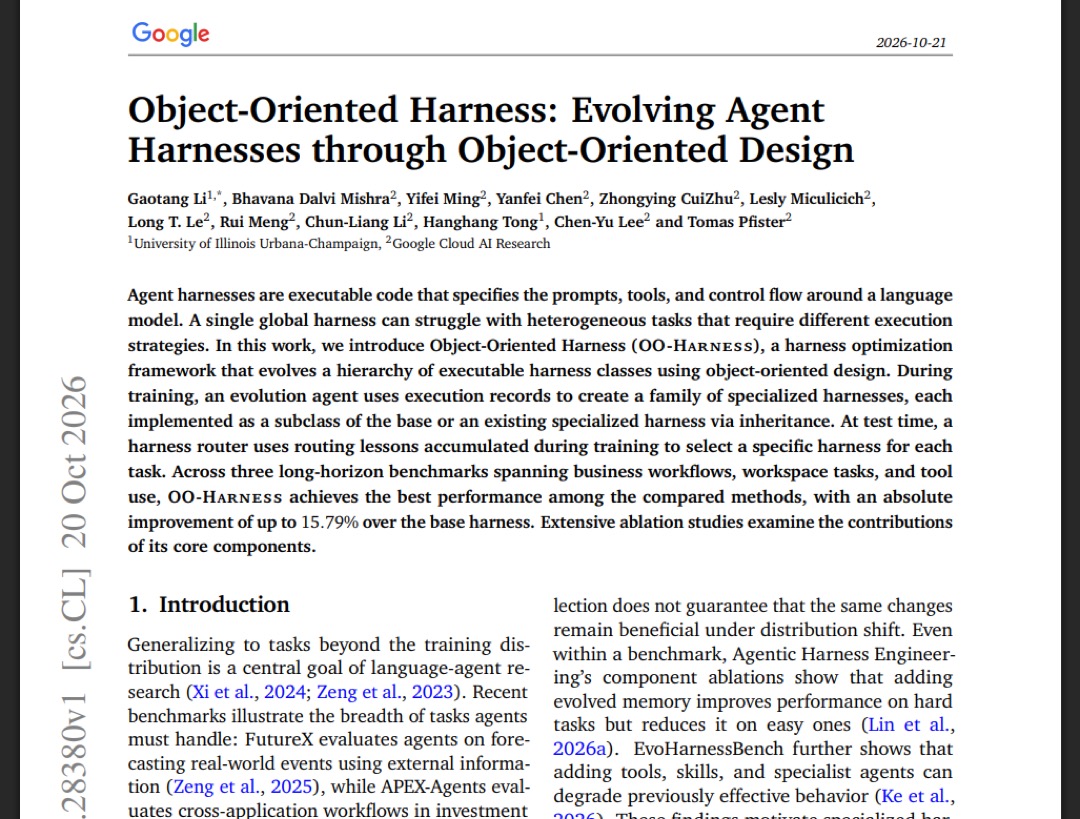 Google
2026-10-21
Object-Oriented Harness: Evolving Agent
Harnesses through Object-Oriented Design
Gaotang Li1,*, Bhavana Dalvi Mishra2, Yifei Ming2, Yanfei Chen2, Zhongying CuiZhu2, Lesly Miculicich2,
Long T. Le2, Rui Meng2, Chun-Liang Li2, Hanghang Tong1, Chen-Yu Lee2 and Tomas Pfister2
1University of Illinois Urbana-Champaign, 2Google Cloud AI Research
Agent harnesses are executable code that specifies the prompts, tools, and control flow around a language
model. A single global harness can struggle with heterogeneous tasks that require different execution
strategies. In this work, we introduce Object-Oriented Harness (OO-HARNESS), a harness optimization
framework that evolves a hierarchy of executable harness classes using object-oriented design. During
training, an evolution agent uses execution records to create a family of specialized harnesses, each
implemented as a subclass of the base or an existing specialized harness via inheritance. At test time, a
harness router uses routing lessons accumulated during training to select a specific harness for each
task. Across three long-horizon benchmarks spanning business workflows, workspace tasks, and tool
use, OO-HARNESS achieves the best performance among the compared methods, with an absolute
improvement of up to 15.79% over the base harness. Extensive ablation studies examine the contributions
of its core components.
.28380v1 [cs.CL] 20 Oct 2026
1. Introduction
Generalizing to tasks beyond the training dis-
tribution is a central goal of language-agent re-
search (Xi et al., 2024; Zeng et al., 2023). Recent
benchmarks illustrate the breadth of tasks agents
must handle: FutureX evaluates agents on fore-
casting real-world events using external informa-
tion (Zeng et al., 2025), while APEX-Agents eval-
uates cross-application workflows in investment
lection does not guarantee that the same changes
remain beneficial under distribution shift. Even
within a benchmark, Agentic Harness Engineer-
ing's component ablations show that adding
evolved memory improves performance on hard
tasks but reduces it on easy ones (Lin et al.,
2026a). EvoHarnessBench further shows that
adding tools, skills, and specialist agents can
degrade previously effective behavior (Ke et al.,